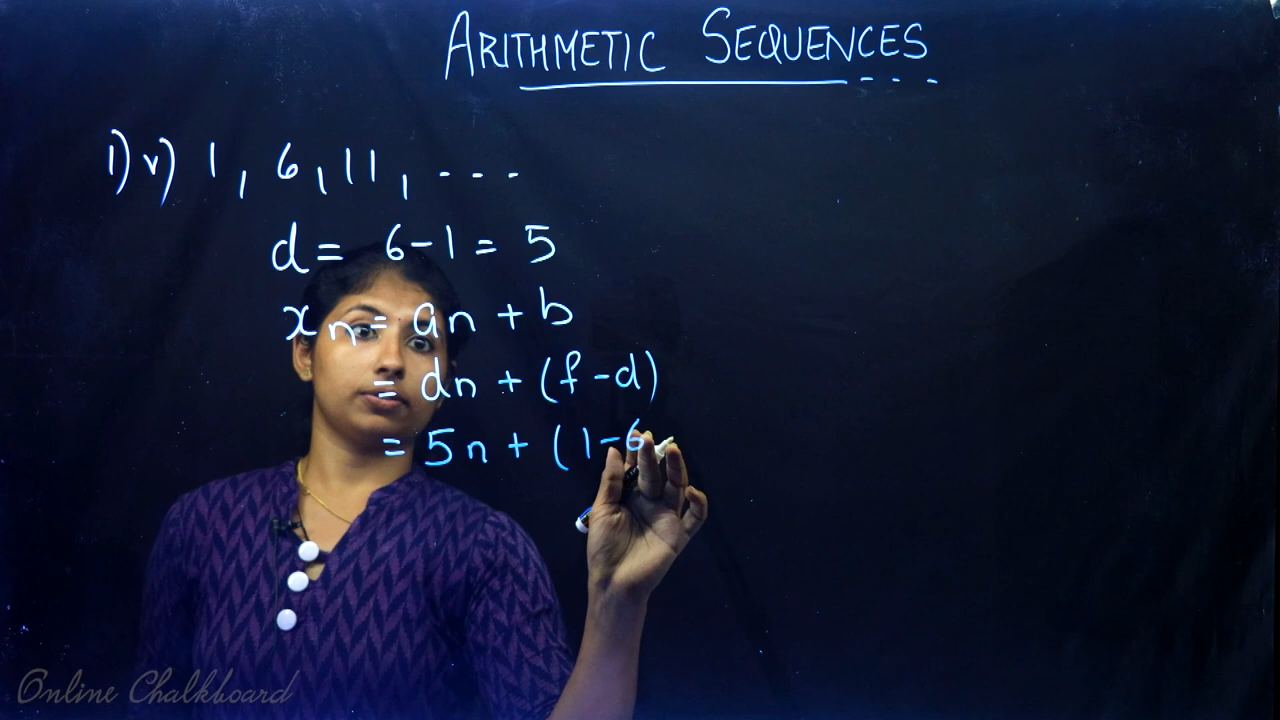 ARITHMETIC SEQUENCES
1) v) 1, 6, 11, ---
d = 6-1 = 5
xn = an + b
= dn + (f-d)
= 5n + (1-6
Online Chalkboard